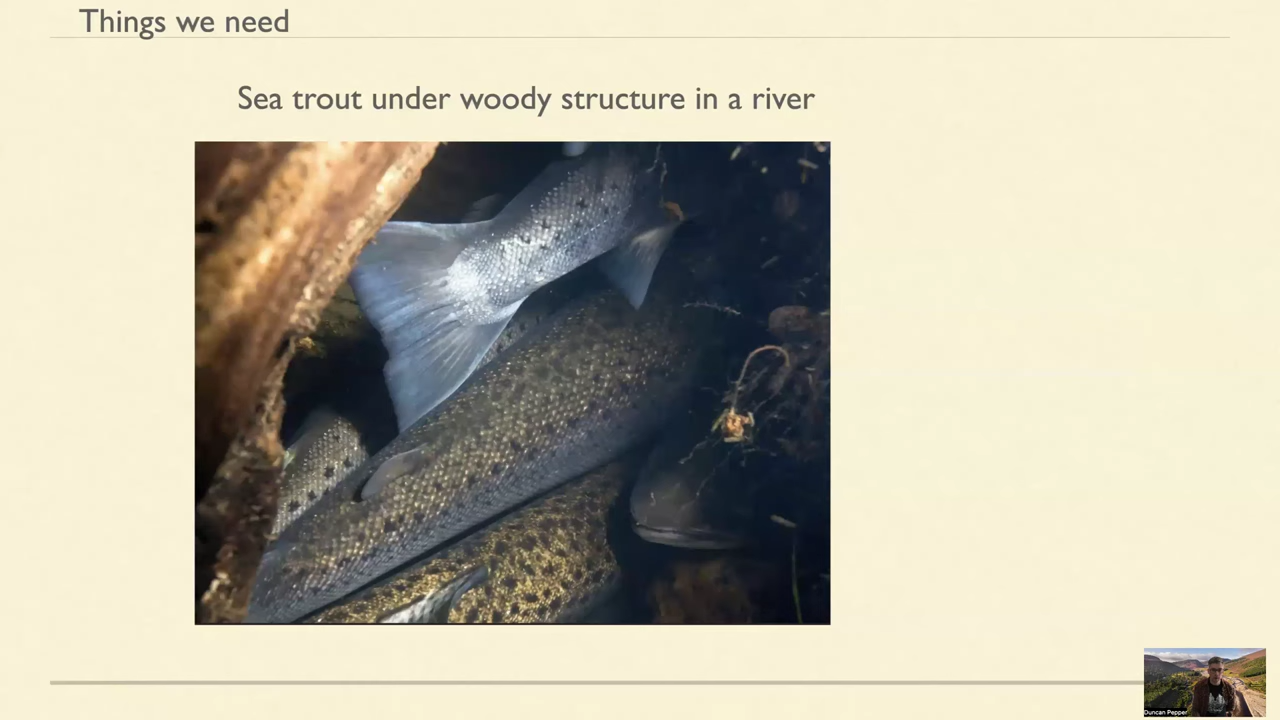 Things we need
Sea trout under woody structure in a river
Duncan Pepper